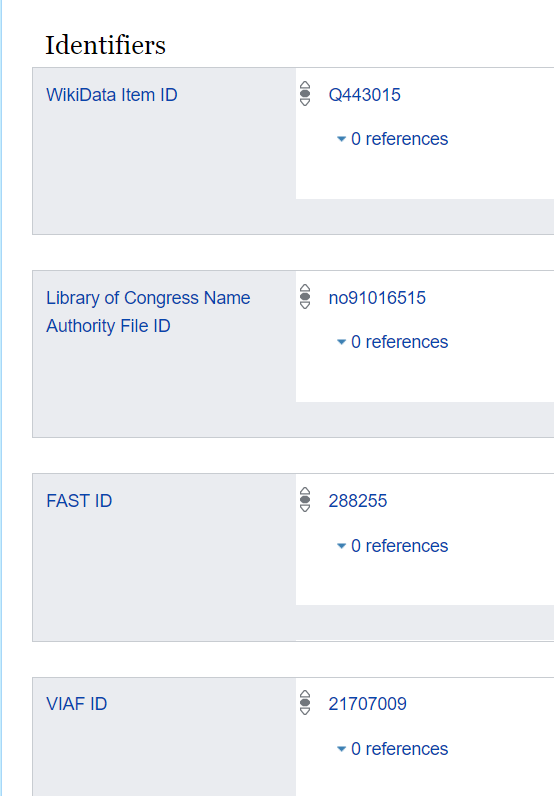 Identifiers
WikiData Item ID
Q443015
0 references
Library of Congress Name
Authority File ID
no91016515
0 references
FAST ID
288255
0 references
VIAF ID
21707009
0 references